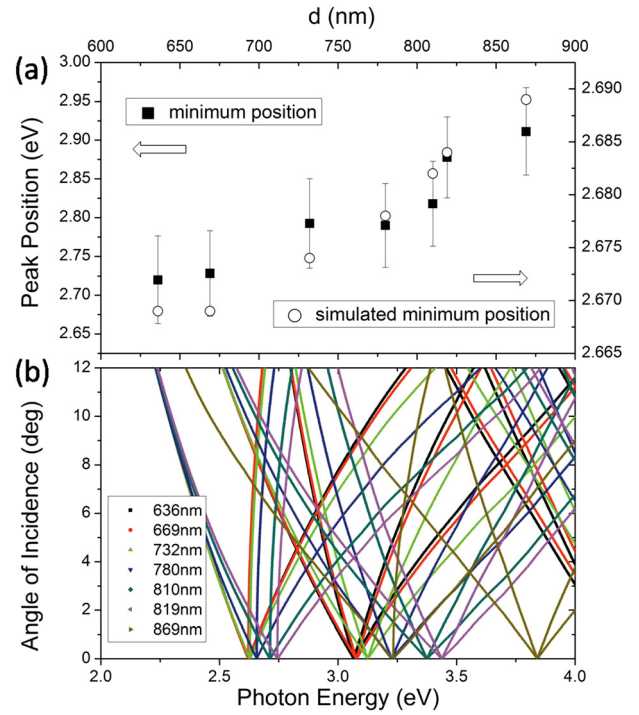 d (nm)
600 650 700 750 800 850 900
(a)
3.00
2.95
2.90
2.85
2.80
2.75
2.70
2.65
Peak Position (eV)
minimum position
simulated minimum position
2.690
2.685
2.680
2.675
2.670
2.665
(b)
12
10
8
6
4
2
0
Angle of Incidence (deg)
636nm
669nm
732nm
780nm
810nm
819nm
869nm
2.0 2.5 3.0 3.5 4.0
Photon Energy (eV)